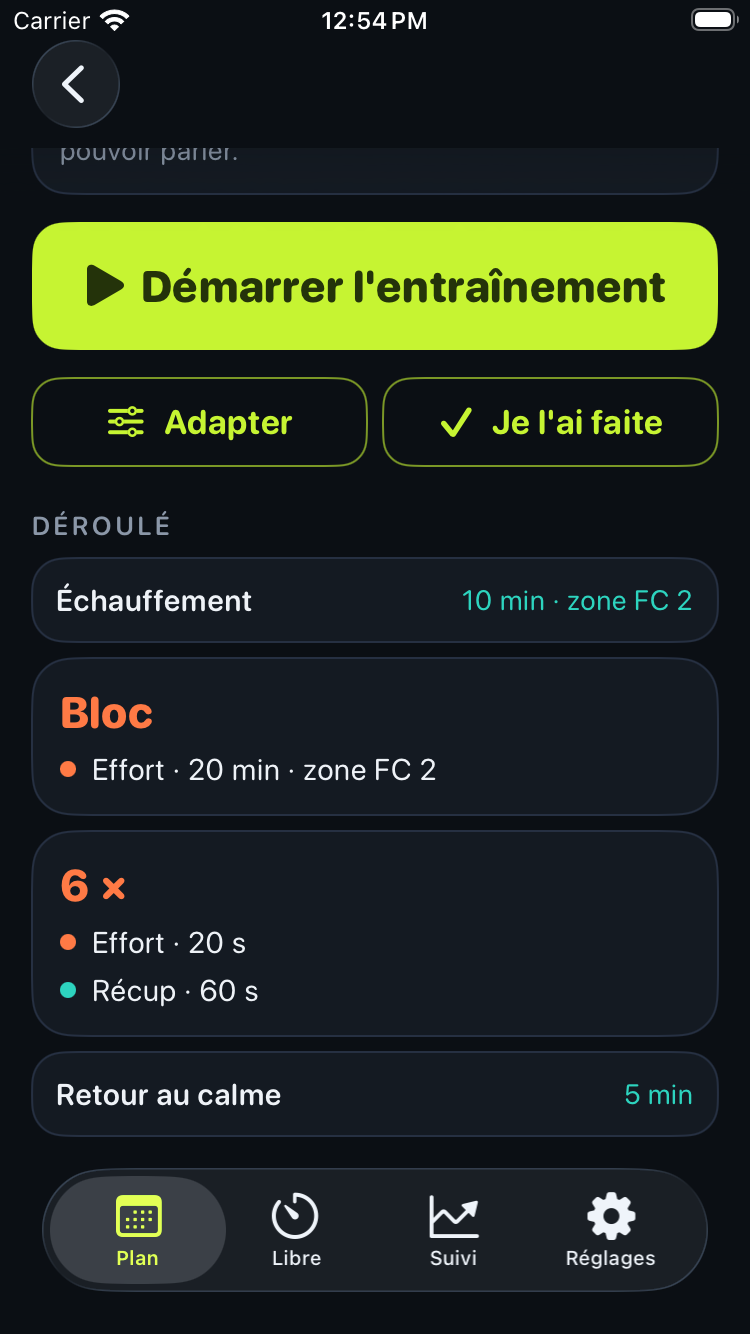 Carrier 12:54 PM
pouvoir parler.
Démarrer l'entraînement
Adapter
Je l'ai faite
DÉROULÉ
Échauffement 10 min · zone FC 2
Bloc
Effort · 20 min · zone FC 2
6 ×
Effort · 20 s
Récup · 60 s
Retour au calme 5 min
Plan Libre Suivi Réglages